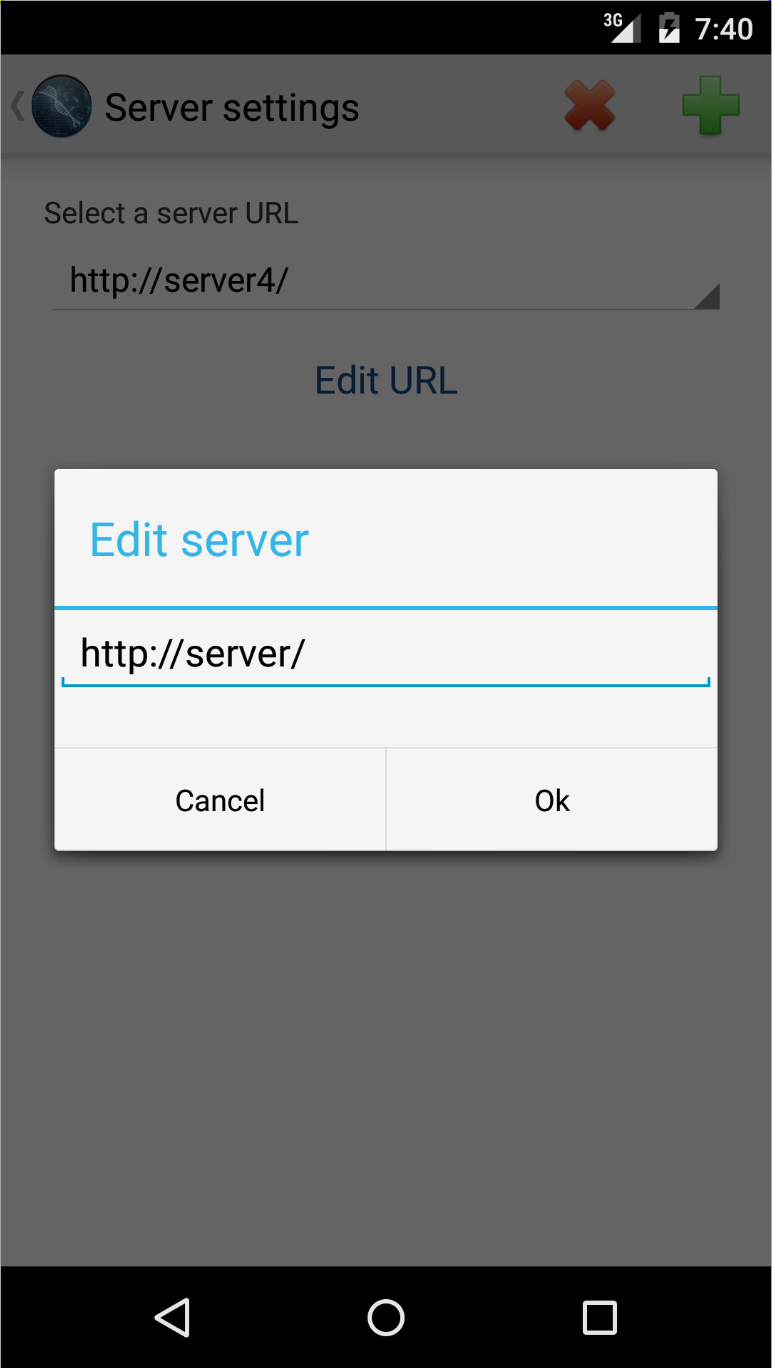 3G 7:40
Server settings
Select a server URL
http://server4/
Edit URL
Edit server
http://server/
Cancel Ok